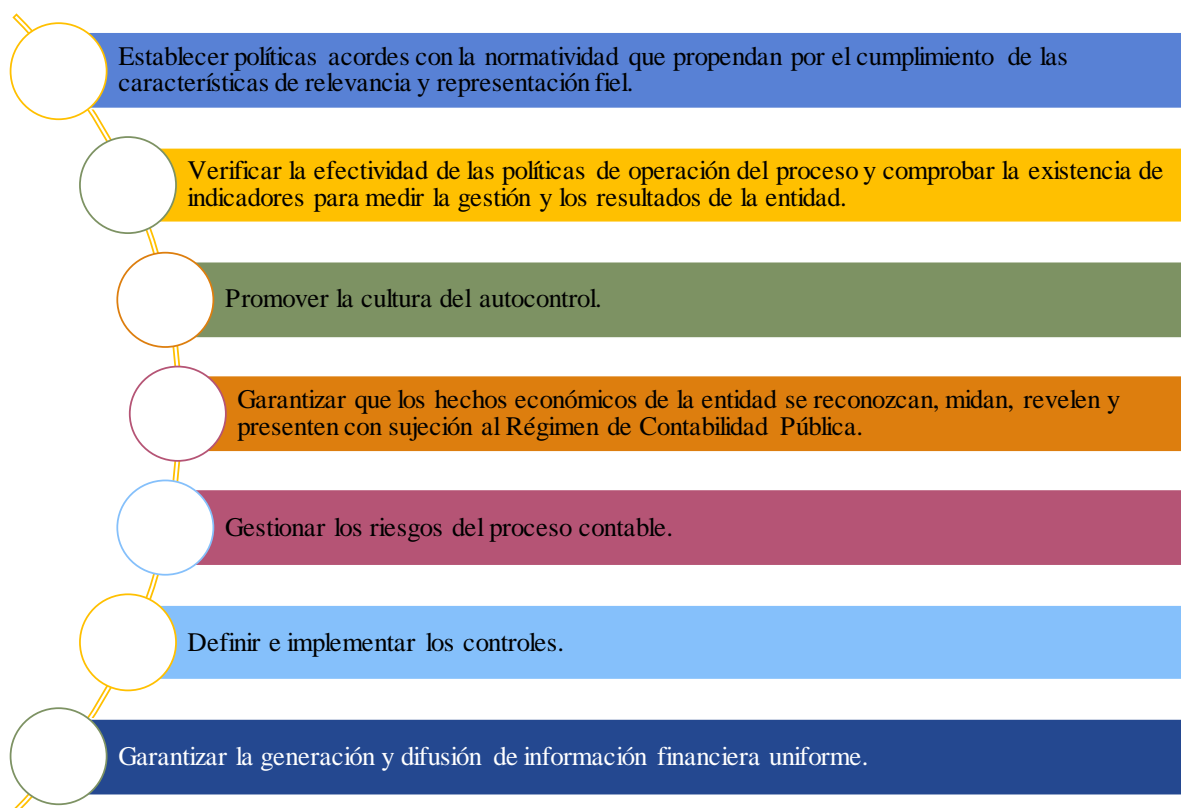 Establecer políticas acordes con la normatividad que propendan por el cumplimiento de las
características de relevancia y representación fiel.
Verificar la efectividad de las políticas de operación del proceso y comprobar la existencia de
indicadores para medir la gestión y los resultados de la entidad.
Promover la cultura del autocontrol.
Garantizar que los hechos económicos de la entidad se reconozcan, midan, revelen y
presenten con sujeción al Régimen de Contabilidad Pública.
Gestionar los riesgos del proceso contable.
Definir e implementar los controles.
Garantizar la generación y difusión de información financiera uniforme.